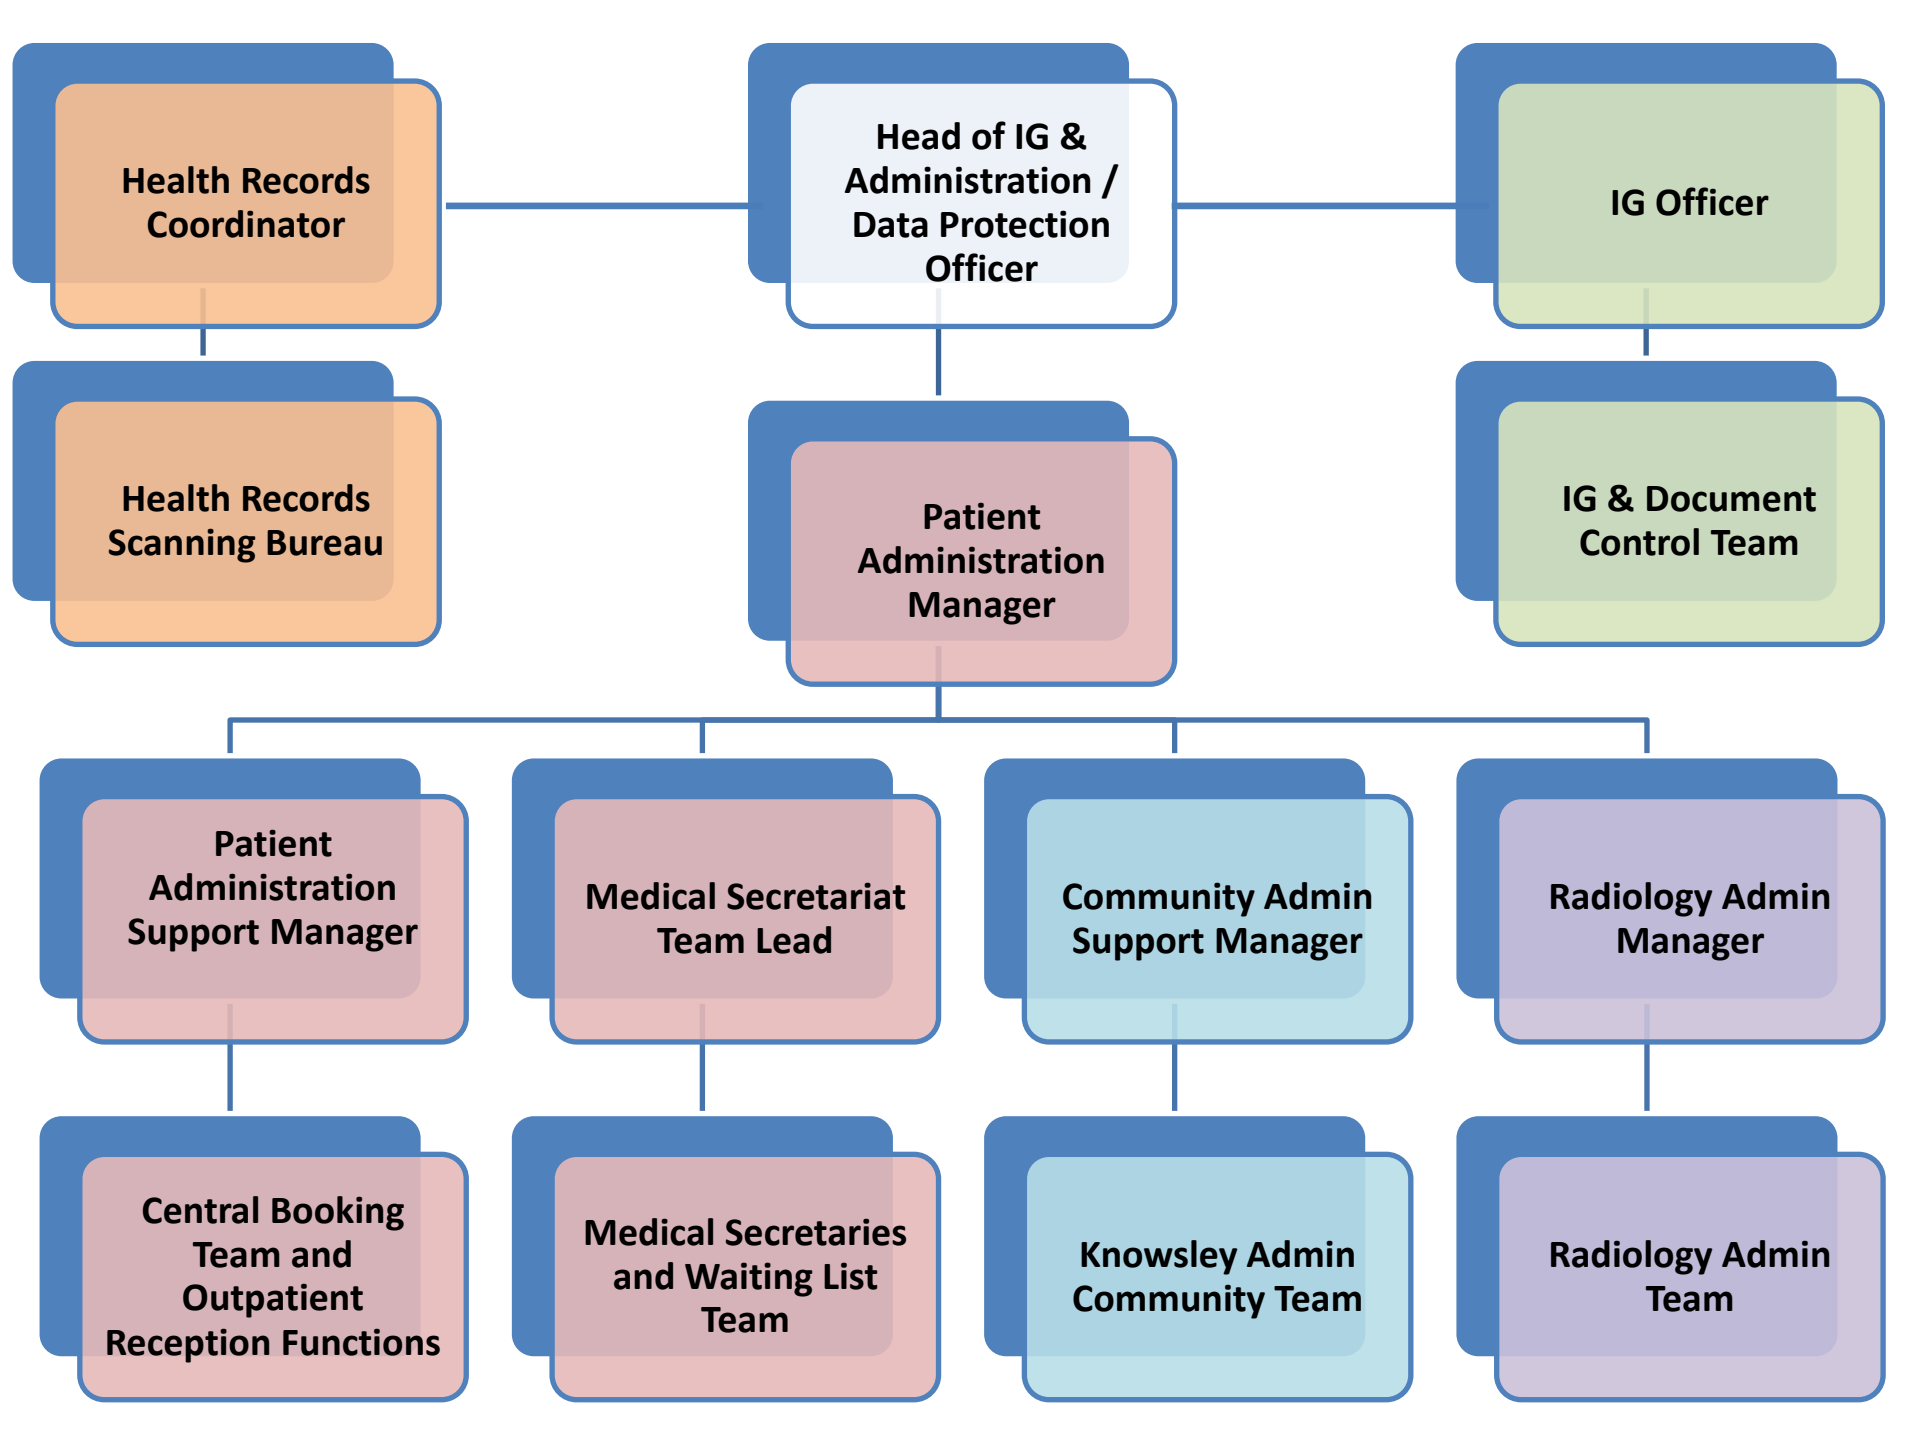 Health Records
Coordinator
Head of IG &
Administration /
Data Protection
Officer
IG Officer
Health Records
Scanning Bureau
Patient
Administration
Manager
IG & Document
Control Team
Patient
Administration
Support Manager
Medical Secretariat
Team Lead
Community Admin
Support Manager
Radiology Admin
Manager
Central Booking
Team and
Outpatient
Reception Functions
Medical Secretaries
and Waiting List
Team
Knowsley Admin
Community Team
Radiology Admin
Team